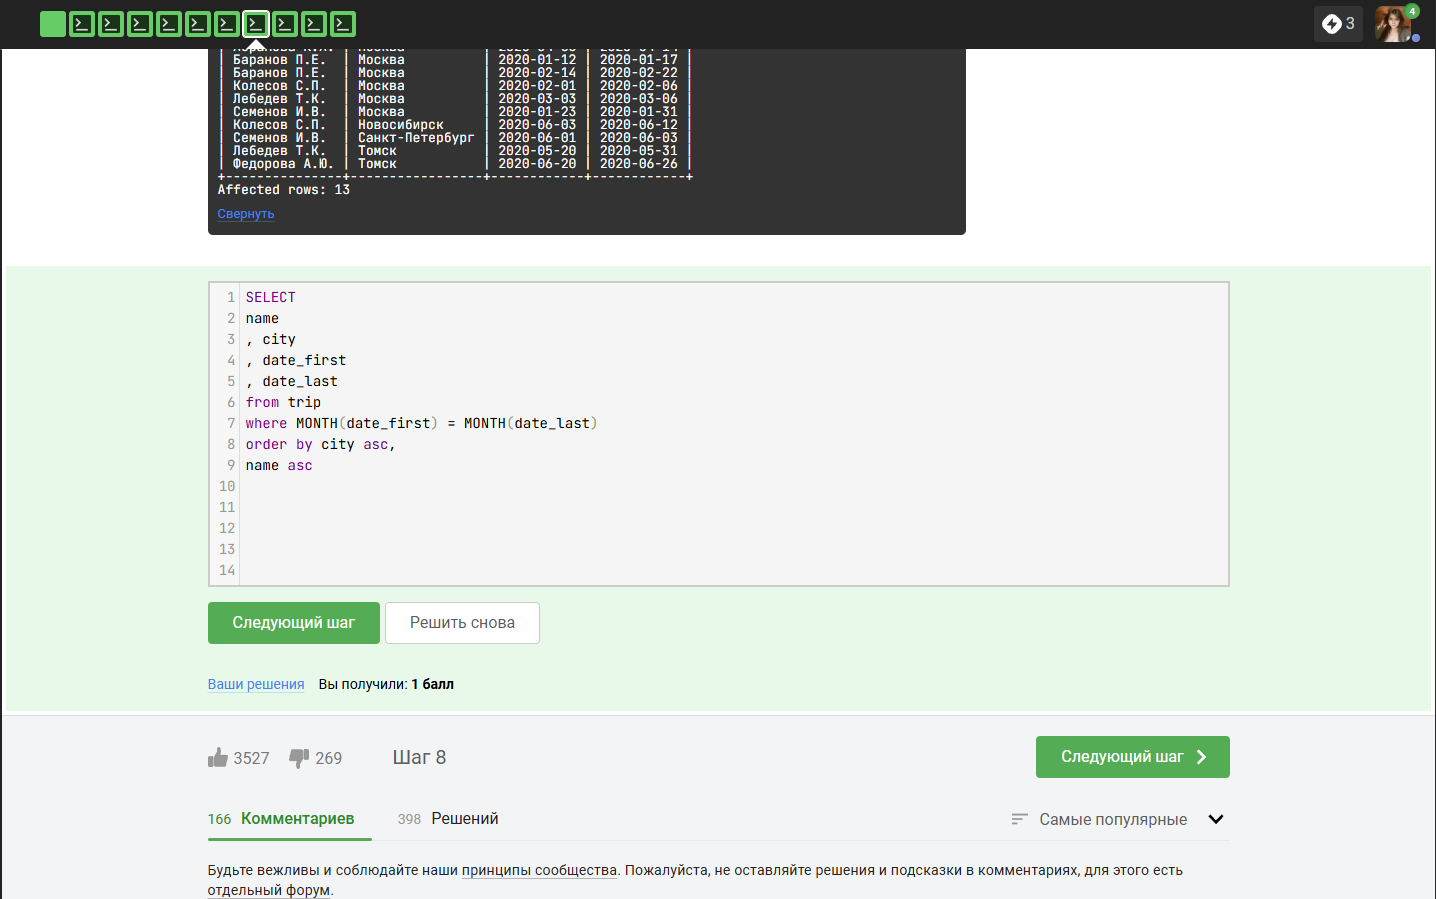 3
4
| Баранов П.Е. | Москва | 2020-01-12 | 2020-01-17 |
| Баранов П.Е. | Москва | 2020-02-14 | 2020-02-22 |
| Колесов С.П. | Москва | 2020-02-01 | 2020-02-06 |
| Лебедев Т.К. | Москва | 2020-03-03 | 2020-03-06 |
| Семенов И.В. | Москва | 2020-01-23 | 2020-01-31 |
| Колесов С.П. | Новосибирск | 2020-06-03 | 2020-06-12 |
| Семенов И.В. | Санкт-Петербург | 2020-06-01 | 2020-06-03 |
| Лебедев Т.К. | Томск | 2020-05-20 | 2020-05-31 |
| Федорова А.Ю. | Томск | 2020-06-20 | 2020-06-26 |
+---------------+-----------------+------------+------------+
Affected rows: 13
Свернуть
1 SELECT
2 name
3 , city
4 , date_first
5 , date_last
6 from trip
7 where MONTH(date_first) = MONTH(date_last)
8 order by city asc,
9 name asc
10
11
12
13
14
Следующий шаг Решить снова
Ваши решения Вы получили: 1 балл
3527 269 Шаг 8 Следующий шаг
166 Комментариев 398 Решений Самые популярные
Будьте вежливы и соблюдайте наши принципы сообщества. Пожалуйста, не оставляйте решения и подсказки в комментариях, для этого есть
отдельный форум.